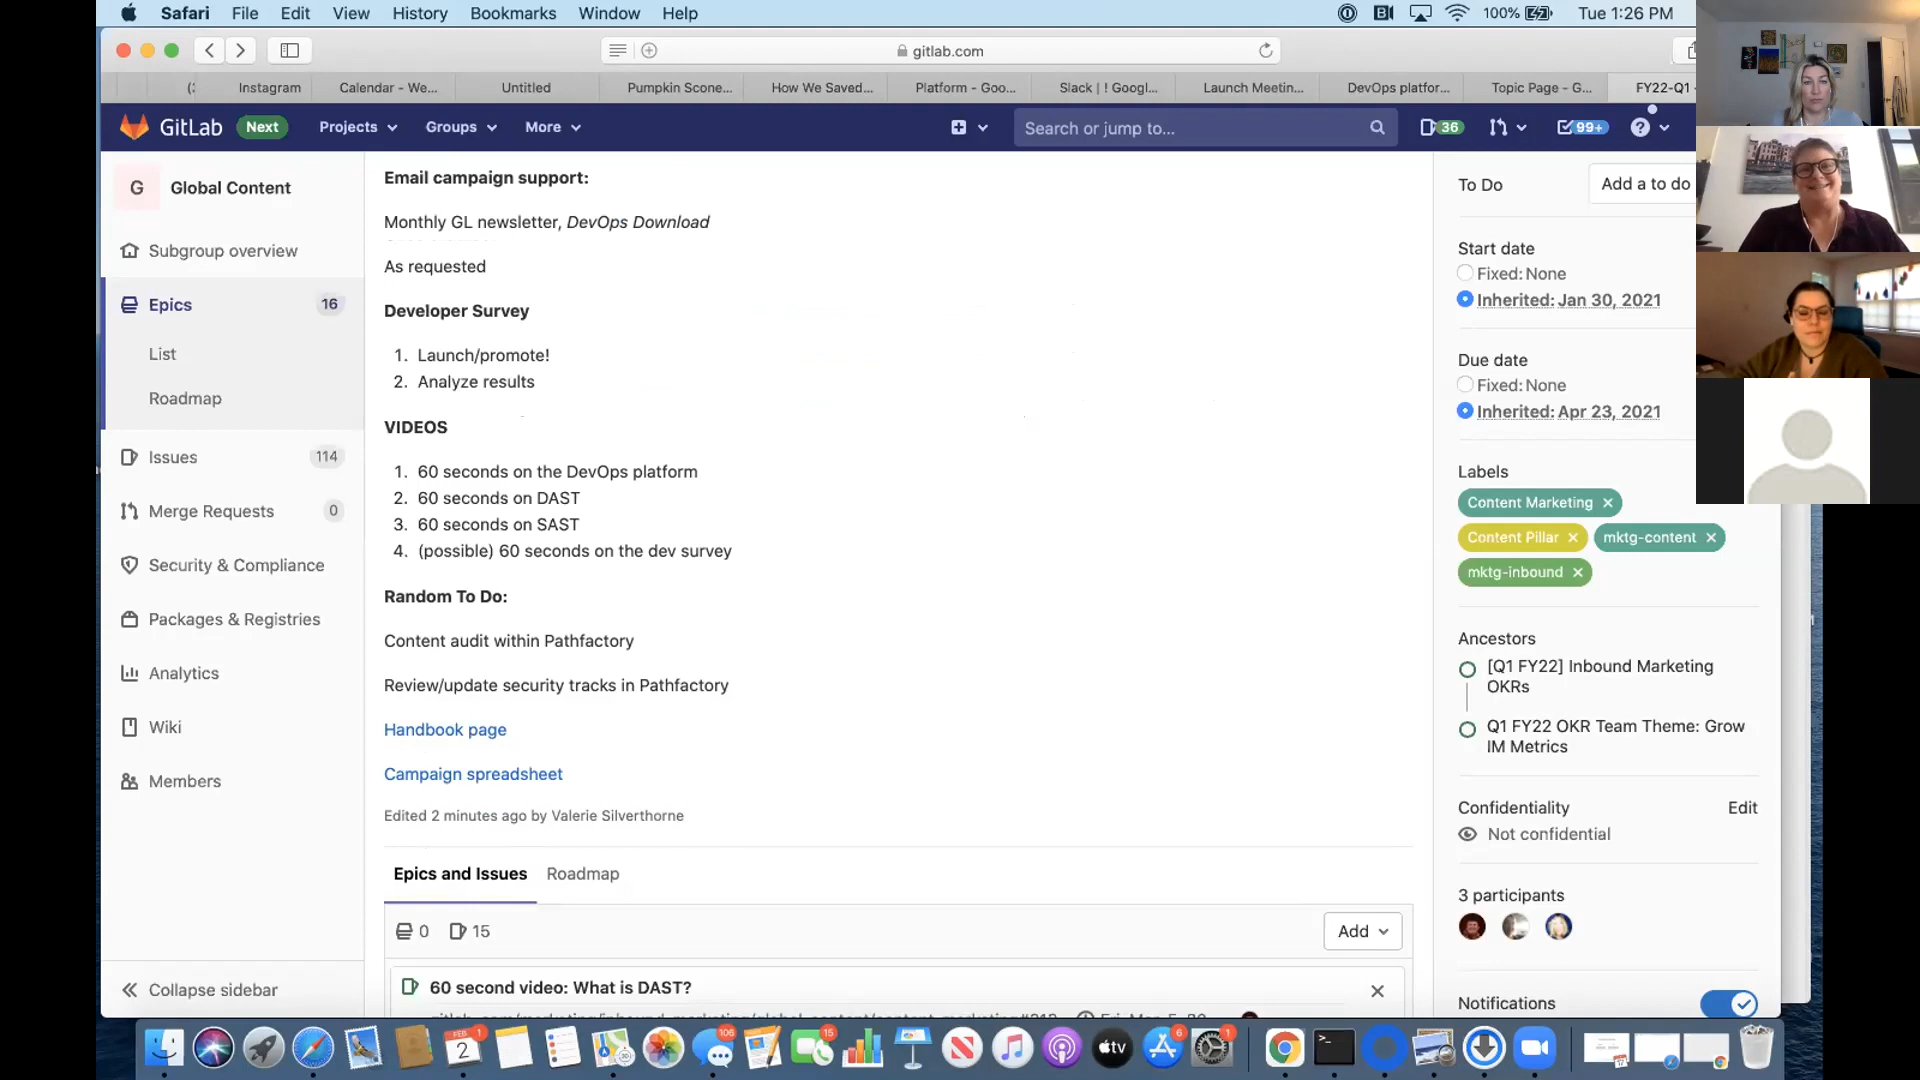 Safari File Edit View History Bookmarks Window Help 100% Tue 1:26 PM
gitlab.com
Instagram Calendar - We... Untitled Pumpkin Scone... How We Saved... Platform - Goo... Slack | ! Googl... Launch Meetin... DevOps platfor... Topic Page - G... FY22-Q1
GitLab Next Projects Groups More Search or jump to... 36 99+
G Global Content
Subgroup overview
Epics 16
List
Roadmap
Issues 114
Merge Requests 0
Security & Compliance
Packages & Registries
Analytics
Wiki
Members
Collapse sidebar
Email campaign support:
Monthly GL newsletter, DevOps Download
As requested
Developer Survey
1. Launch/promote!
2. Analyze results
VIDEOS
1. 60 seconds on the DevOps platform
2. 60 seconds on DAST
3. 60 seconds on SAST
4. (possible) 60 seconds on the dev survey
Random To Do:
Content audit within Pathfactory
Review/update security tracks in Pathfactory
Handbook page
Campaign spreadsheet
Edited 2 minutes ago by Valerie Silverthorne
Epics and Issues Roadmap
0 15 Add
60 second video: What is DAST?
To Do Add a to do
Start date
Fixed: None
Inherited: Jan 30, 2021
Due date
Fixed: None
Inherited: Apr 23, 2021
Labels
Content Marketing
Content Pillar mktg-content
mktg-inbound
Ancestors
[Q1 FY22] Inbound Marketing
OKRs
Q1 FY22 OKR Team Theme: Grow
IM Metrics
Confidentiality Edit
Not confidential
3 participants
Notifications
FEB 1
2
106
15
tv
6
1